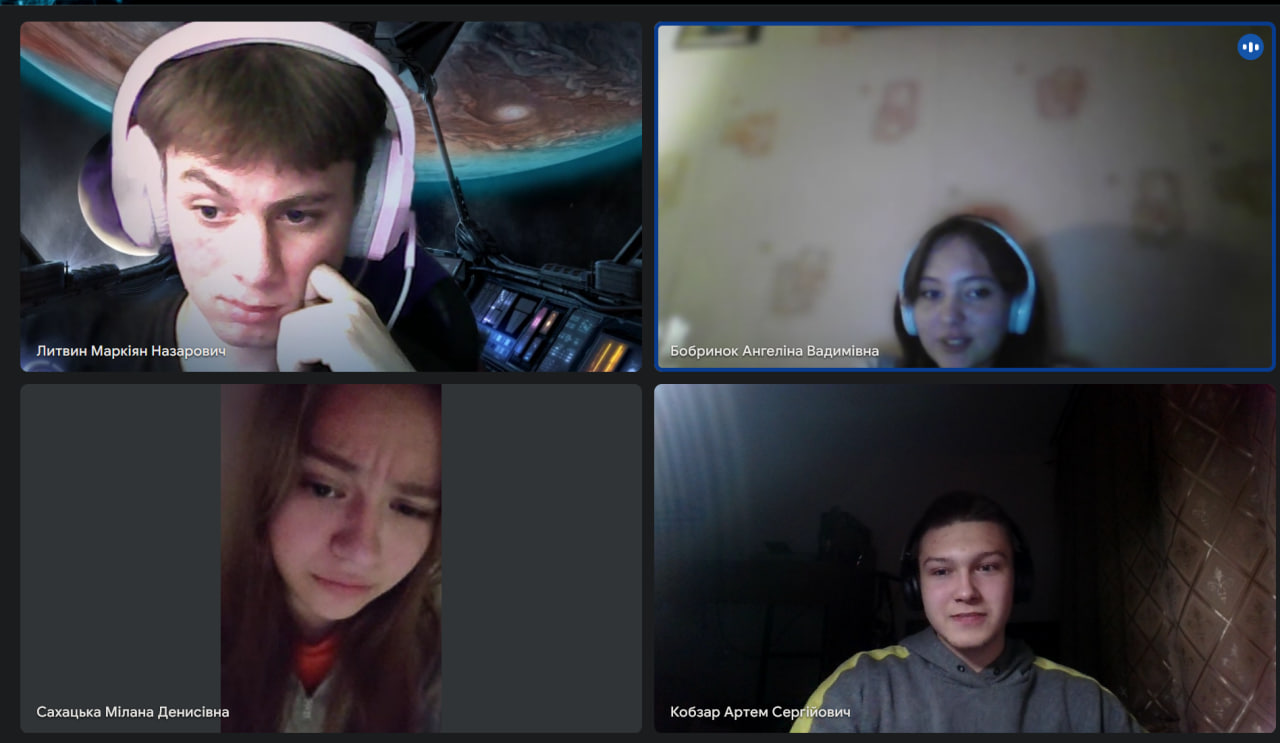 Литвин Маркіян Назарович
Бобринок Ангеліна Вадимівна
Сахацька Мілана Денисівна
Кобзар Артем Сергійович